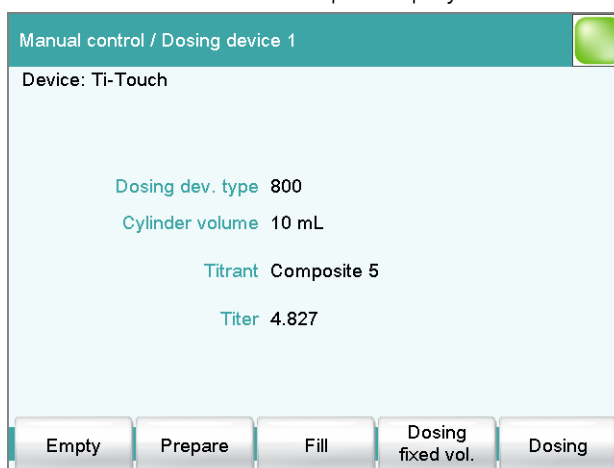 Manual control / Dosing device 1
Device: Ti-Touch
Dosing dev. type 800
Cylinder volume 10 mL
Titrant Composite 5
Titer 4.827
Empty Prepare Fill Dosing fixed vol. Dosing